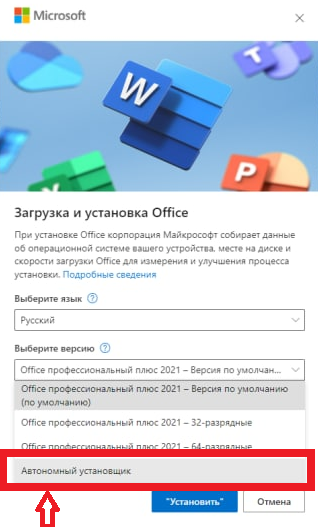 Microsoft
Загрузка и установка Office
При установке Office корпорация Майкрософт собирает данные
об операционной системе вашего устройства, месте на диске и
скорости загрузки Office для измерения и улучшения процесса
установки. Подробные сведения
Выберите язык
Русский
Выберите версию
Office профессиональный плюс 2021 – Версия по умолчан...
Office профессиональный плюс 2021 – Версия по умолчанию
(по умолчанию)
Office профессиональный плюс 2021 – 32-разрядные
Office профессиональный плюс 2021 – 64-разрядные
Автономный установщик
"Установить"
Отмена